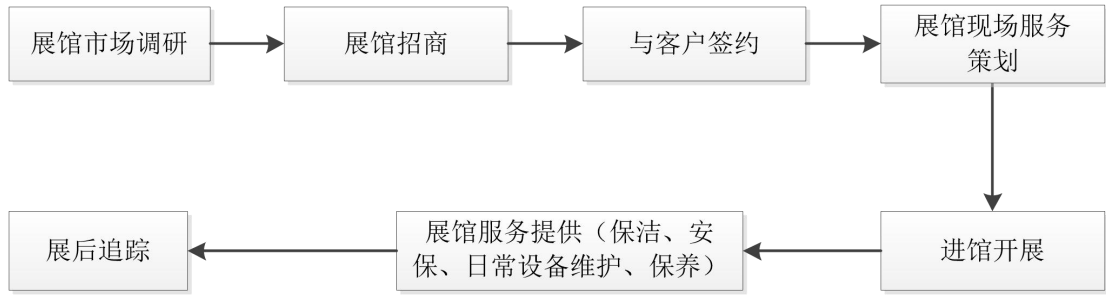 展馆市场调研
展馆招商
与客户签约
展馆现场服务
策划
进馆开展
展馆服务提供（保洁、安
保、日常设备维护、保养）
展后追踪